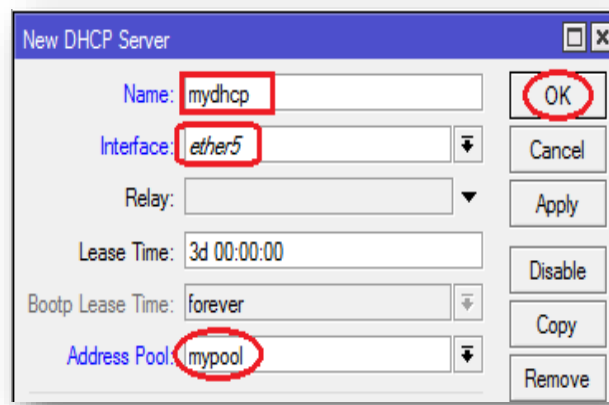 New DHCP Server
Name: mydhcp
OK
Interface: ether5
Cancel
Relay:
Apply
Lease Time: 3d 00:00:00
Disable
Bootp Lease Time: forever
Copy
Address Pool: mypool
Remove